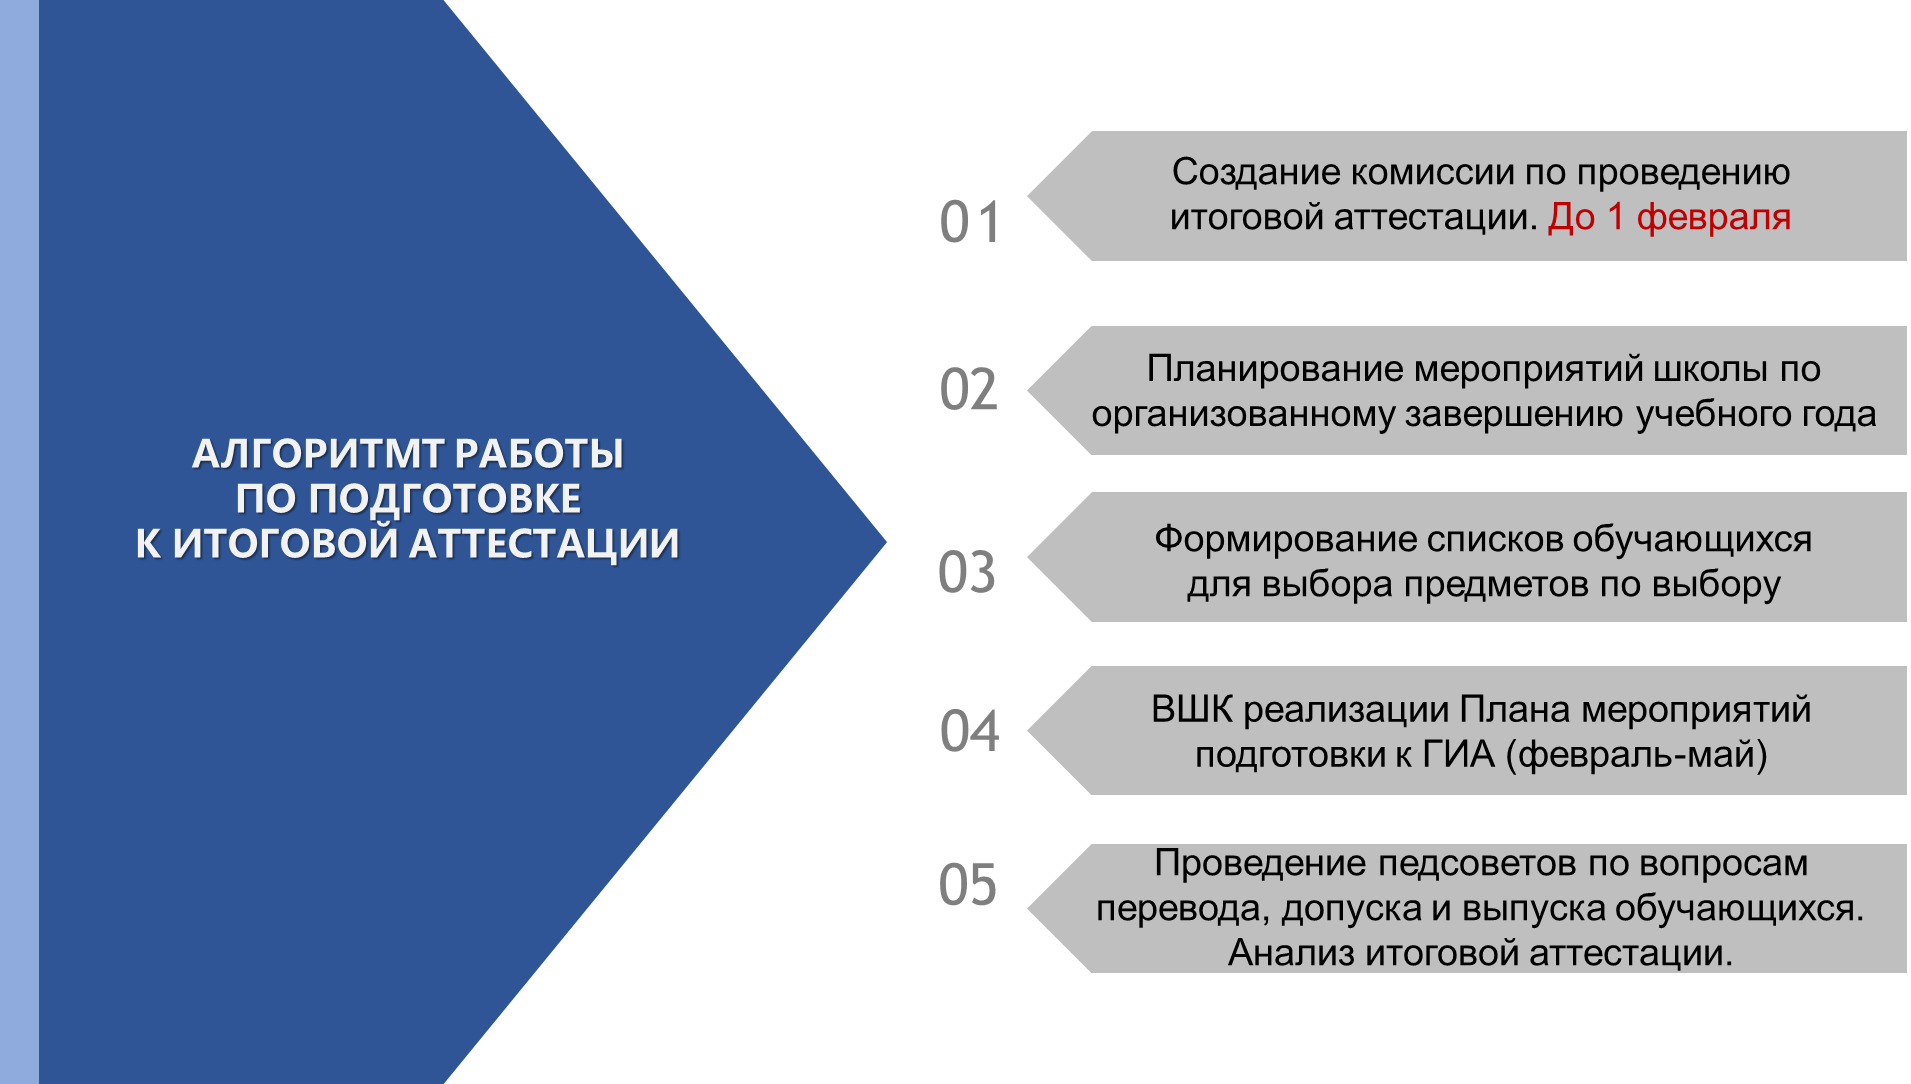 АЛГОРИТМТ РАБОТЫ
ПО ПОДГОТОВКЕ
К ИТОГОВОЙ АТТЕСТАЦИИ
01
Создание комиссии по проведению
итоговой аттестации. До 1 февраля
02
Планирование мероприятий школы по
организованному завершению учебного года
03
Формирование списков обучающихся
для выбора предметов по выбору
04
ВШК реализации Плана мероприятий
подготовки к ГИА (февраль-май)
05
Проведение педсоветов по вопросам
перевода, допуска и выпуска обучающихся.
Анализ итоговой аттестации.